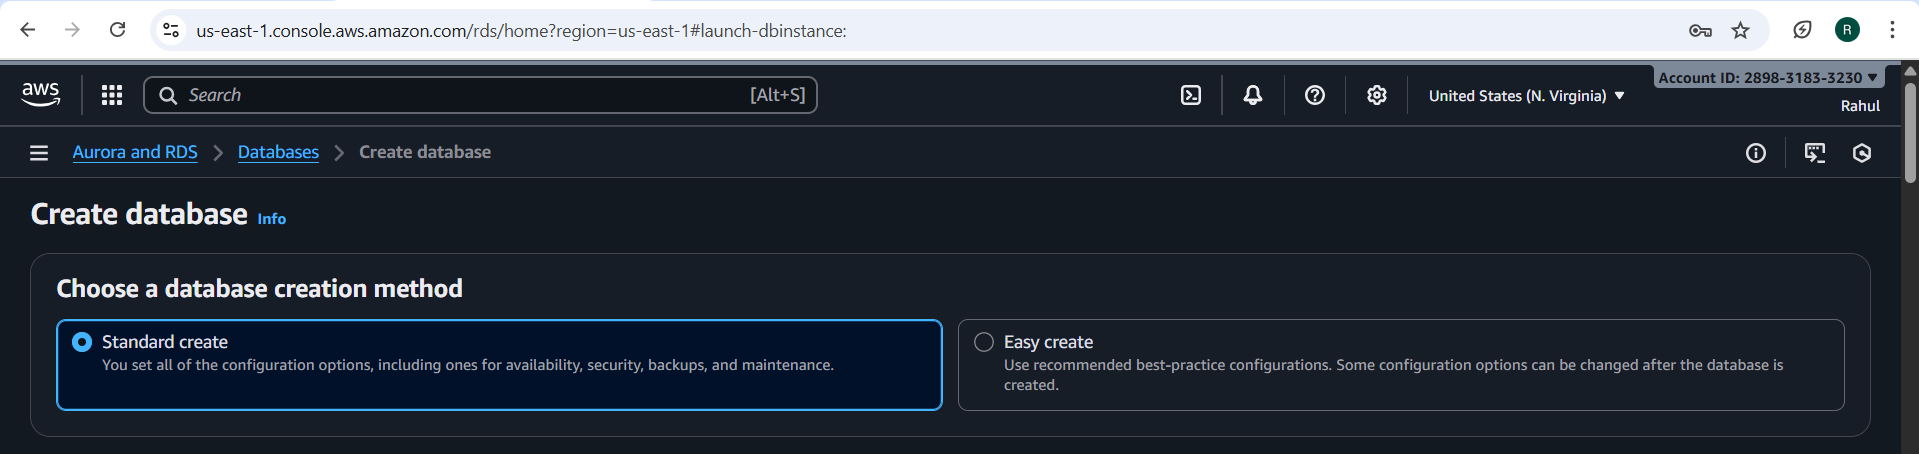 us-east-1.console.aws.amazon.com/rds/home?region=us-east-1#launch-dbinstance:
R
aws
Search
[Alt+S]
United States (N. Virginia)
Account ID: 2898-3183-3230
Rahul
Aurora and RDS > Databases > Create database
Create database Info
Choose a database creation method
Standard create
You set all of the configuration options, including ones for availability, security, backups, and maintenance.
Easy create
Use recommended best-practice configurations. Some configuration options can be changed after the database is
created.